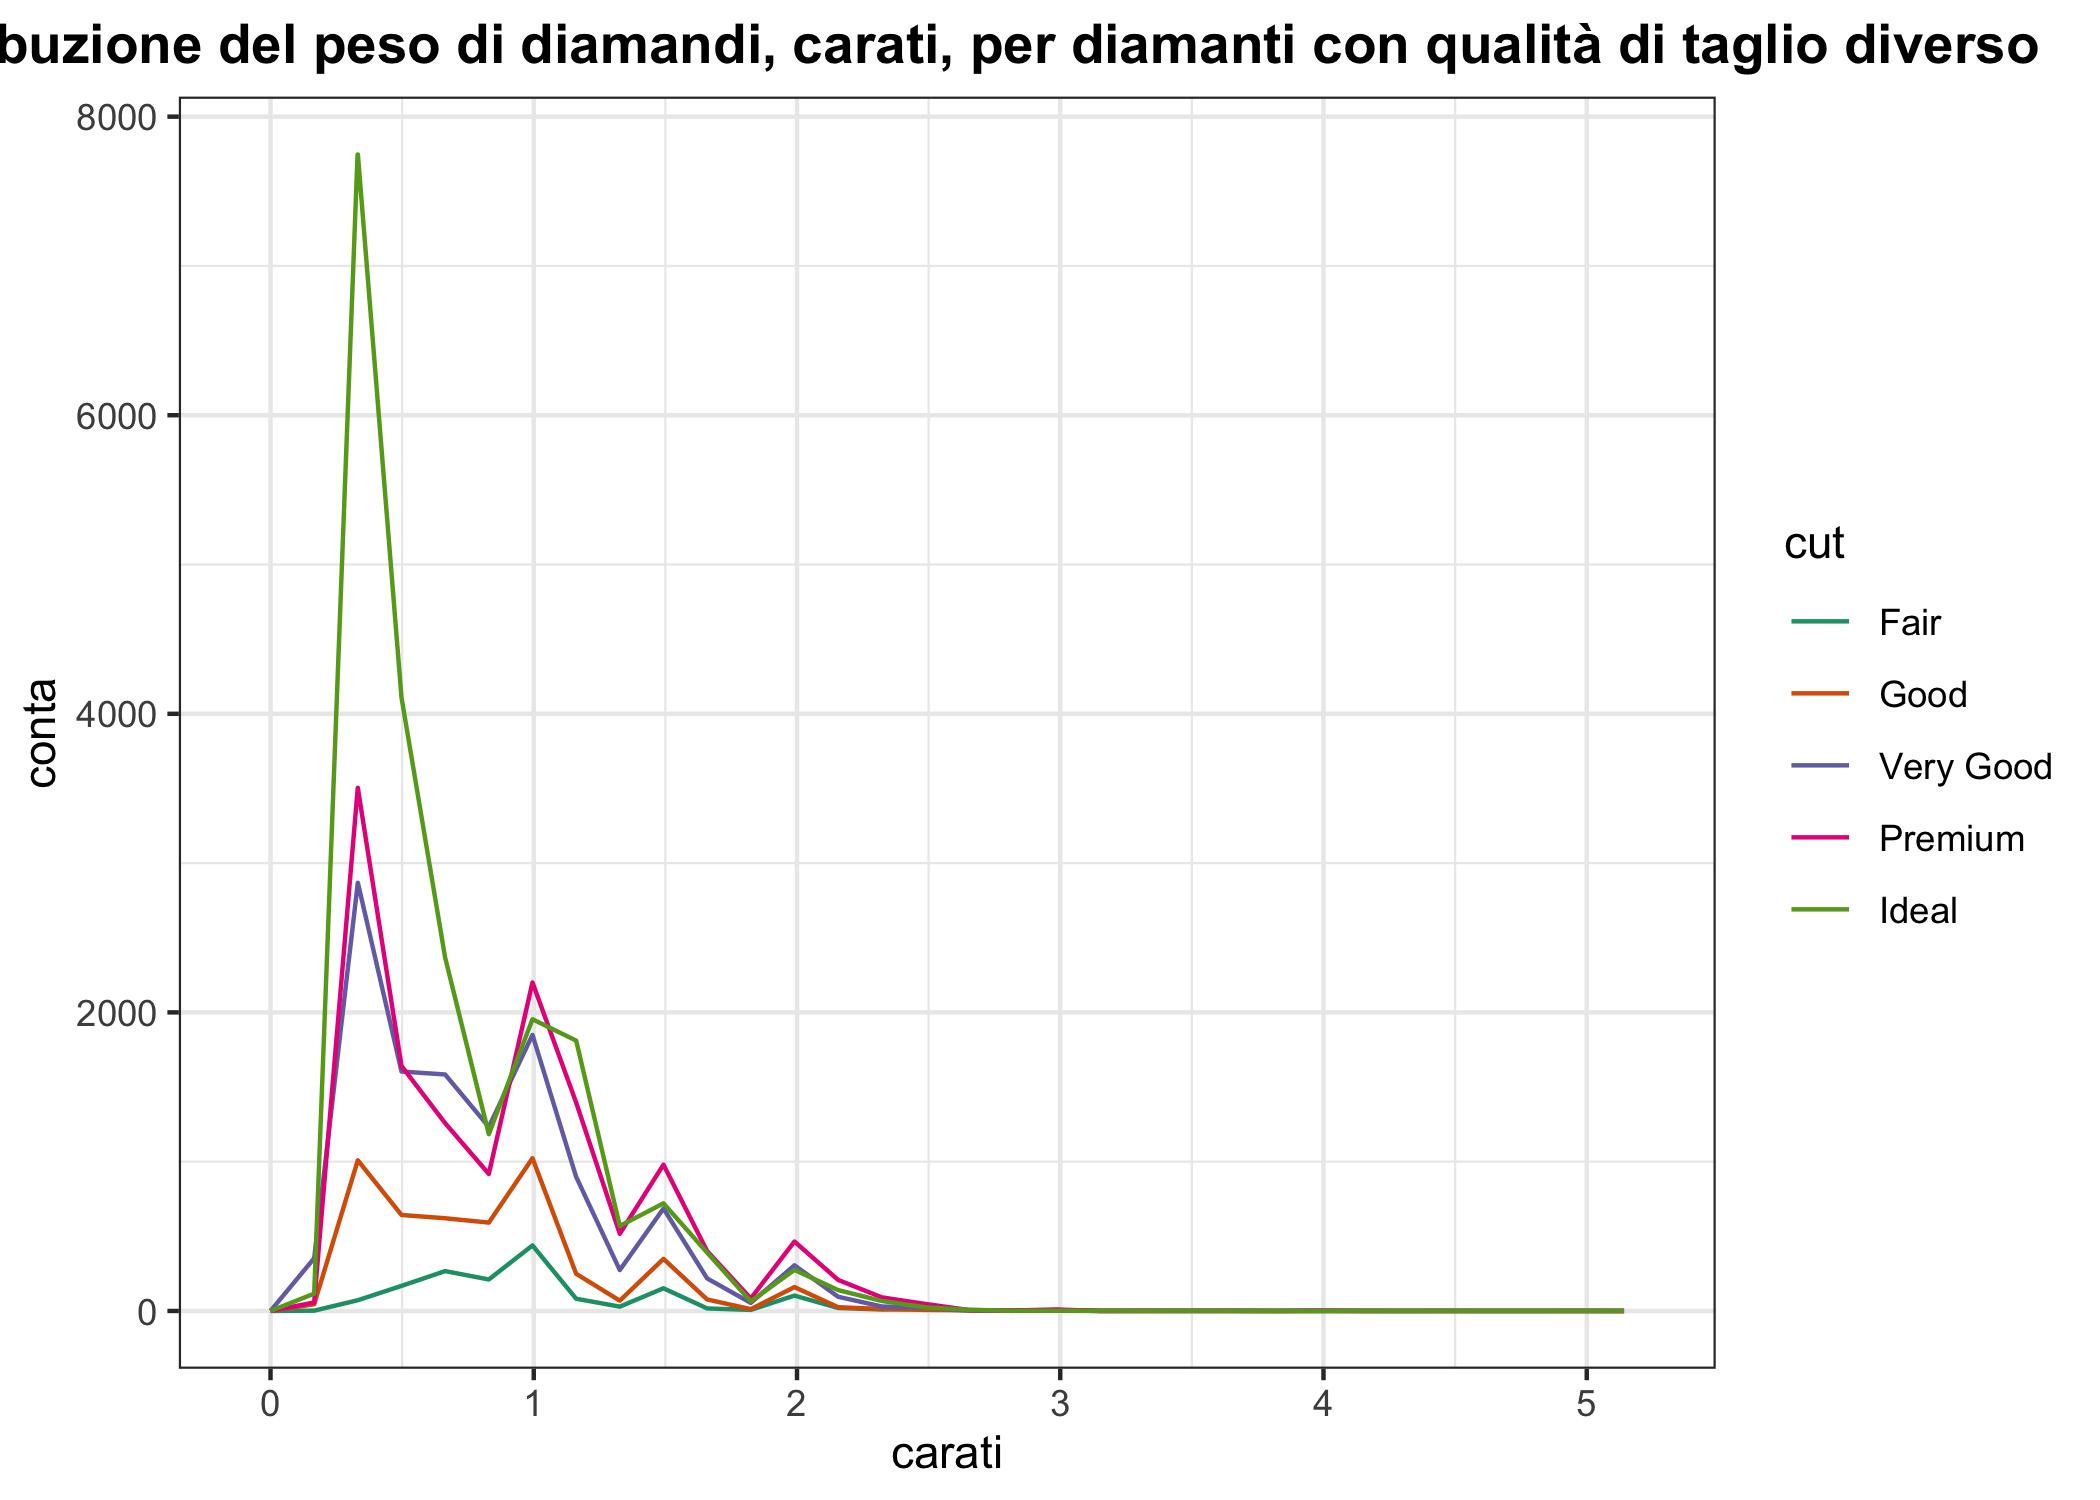 buzione del peso di diamandi, carati, per diamanti con qualità di taglio diverso
8000
6000
4000
2000
0
conta
0 1 2 3 4 5
carati
cut
Fair
Good
Very Good
Premium
Ideal